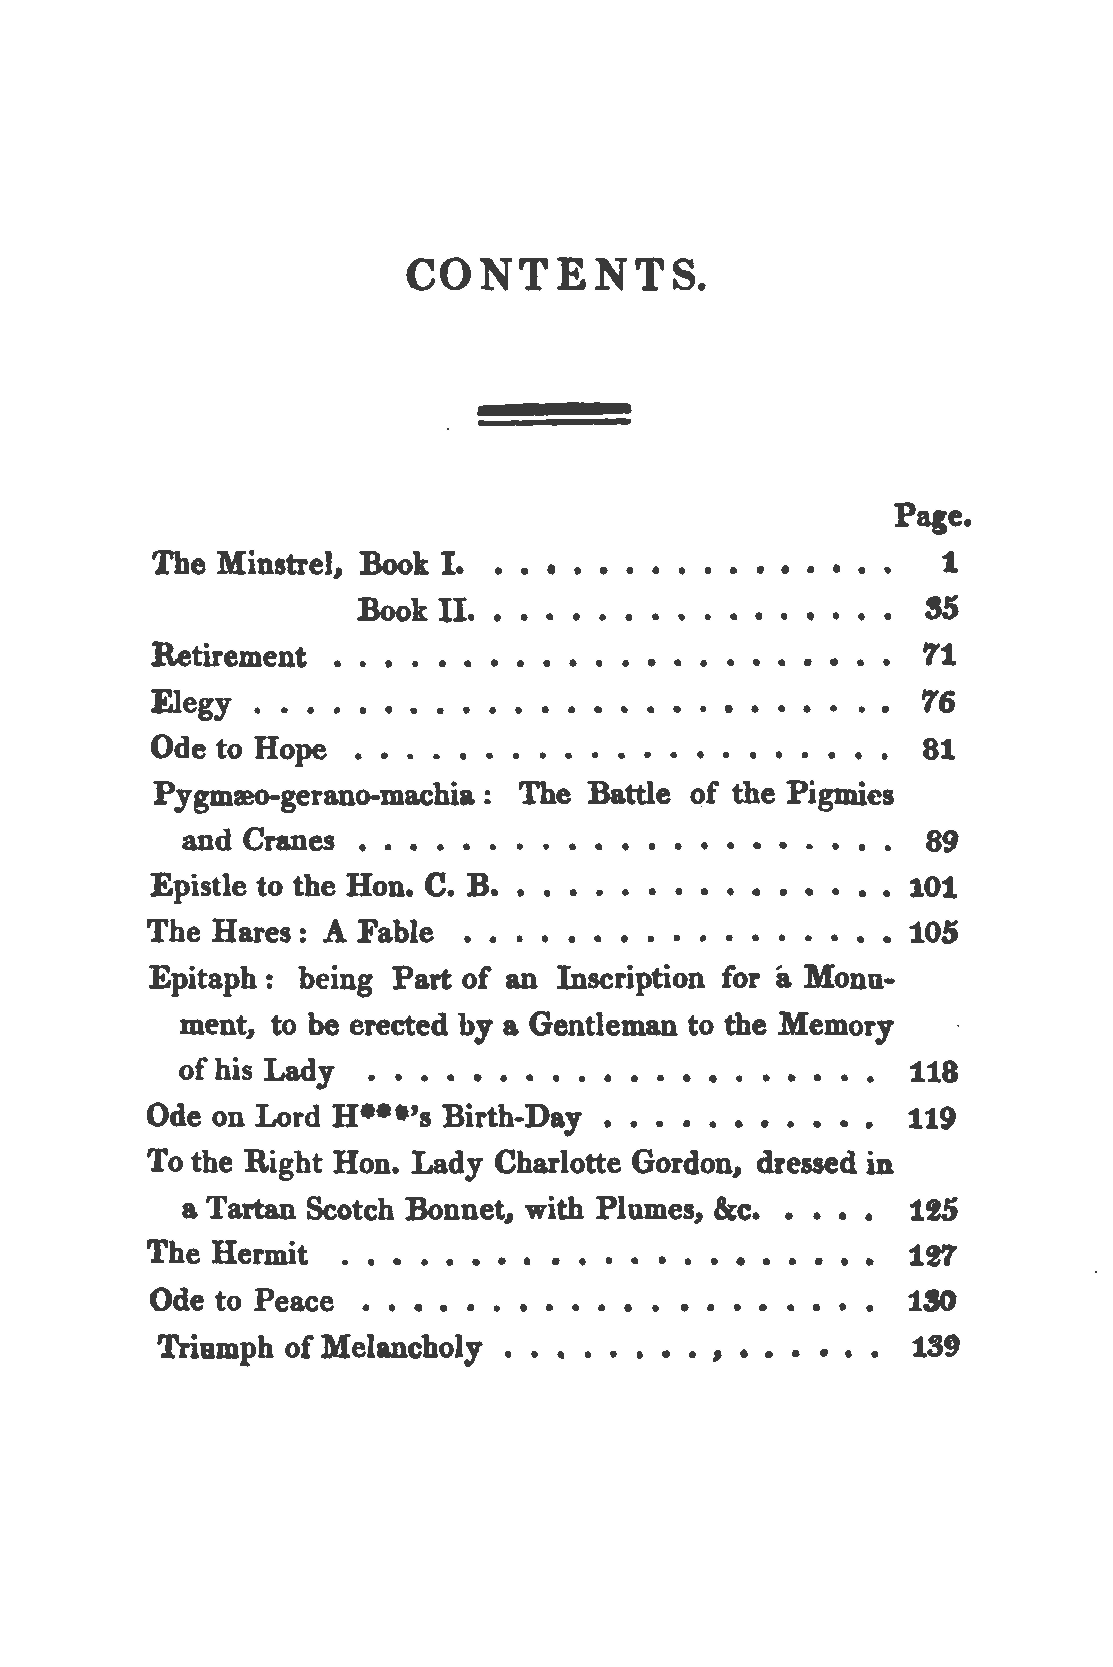 CONTENTS.
Page.
The Minstrel, Book I. . . . . . . . . . . . . . . . . 1
Book II. . . . . . . . . . . . . . . . . 35
Retirement . . . . . . . . . . . . . . . . . . . . . . 71
Elegy . . . . . . . . . . . . . . . . . . . . . . . . . 76
Ode to Hope . . . . . . . . . . . . . . . . . . . . . 81
Pygmæo-gerano-machia: The Battle of the Pigmies
and Cranes . . . . . . . . . . . . . . . . . . . . . 89
Epistle to the Hon. C. B. . . . . . . . . . . . . . . . 101
The Hares: A Fable . . . . . . . . . . . . . . . . . 105
Epitaph: being Part of an Inscription for a Monu-
ment, to be erected by a Gentleman to the Memory
of his Lady . . . . . . . . . . . . . . . . . . . . 118
Ode on Lord H***'s Birth-Day . . . . . . . . . . . 119
To the Right Hon. Lady Charlotte Gordon, dressed in
a Tartan Scotch Bonnet, with Plumes, &c. . . . . 125
The Hermit . . . . . . . . . . . . . . . . . . . . . 127
Ode to Peace . . . . . . . . . . . . . . . . . . . . 130
Triumph of Melancholy . . . . . . . . , . . . . . . 139